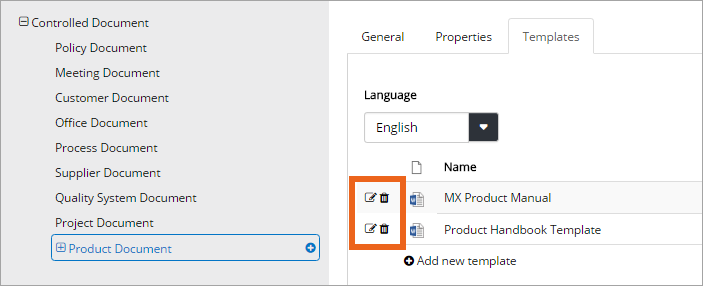 Controlled Document
Policy Document
Meeting Document
Customer Document
Office Document
Process Document
Supplier Document
Quality System Document
Project Document
Product Document
General Properties Templates
Language
English
Name
MX Product Manual
Product Handbook Template
Add new template